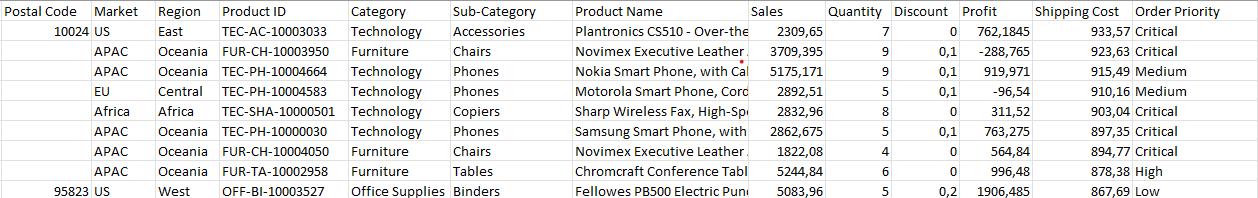 Postal Code Market Region Product ID Category Sub-Category Product Name Sales Quantity Discount Profit Shipping Cost Order Priority
10024 US East TEC-AC-10003033 Technology Accessories Plantronics CS510 - Over-the 2309,65 7 0 762,1845 933,57 Critical
APAC Oceania FUR-CH-10003950 Furniture Chairs Novimex Executive Leather 3709,395 9 0,1 -288,765 923,63 Critical
APAC Oceania TEC-PH-10004664 Technology Phones Nokia Smart Phone, with Cal 5175,171 9 0,1 919,971 915,49 Medium
EU Central TEC-PH-10004583 Technology Phones Motorola Smart Phone, Cord 2892,51 5 0,1 -96,54 910,16 Medium
Africa Africa TEC-SHA-10000501 Technology Copiers Sharp Wireless Fax, High-Spe 2832,96 8 0 311,52 903,04 Critical
APAC Oceania TEC-PH-10000030 Technology Phones Samsung Smart Phone, with 2862,675 5 0,1 763,275 897,35 Critical
APAC Oceania FUR-CH-10004050 Furniture Chairs Novimex Executive Leather 1822,08 4 0 564,84 894,77 Critical
APAC Oceania FUR-TA-10002958 Furniture Tables Chromcraft Conference Tabl 5244,84 6 0 996,48 878,38 High
95823 US West OFF-BI-10003527 Office Supplies Binders Fellowes PB500 Electric Pun 5083,96 5 0,2 1906,485 867,69 Low